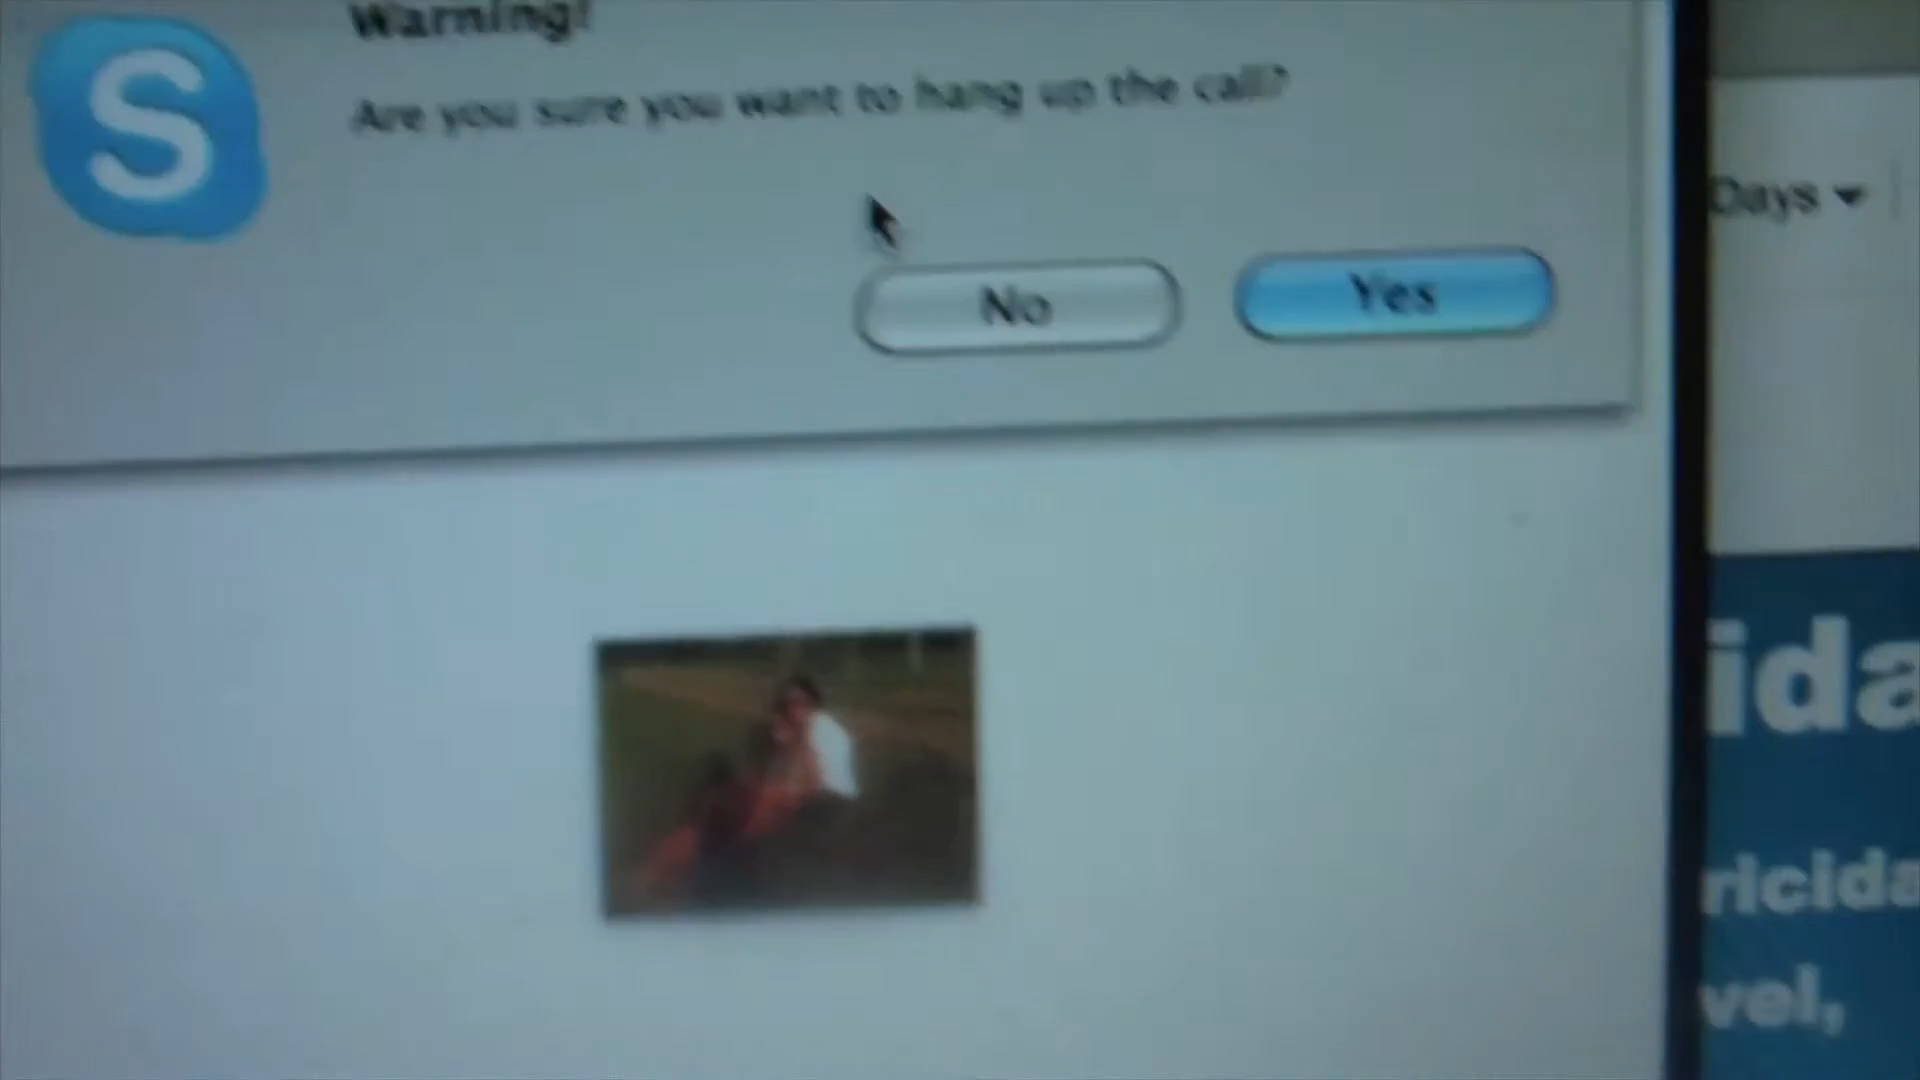 S
Warning!
Are you sure you want to hang up the call?
No
Yes
Days
ida
ricida
vel,